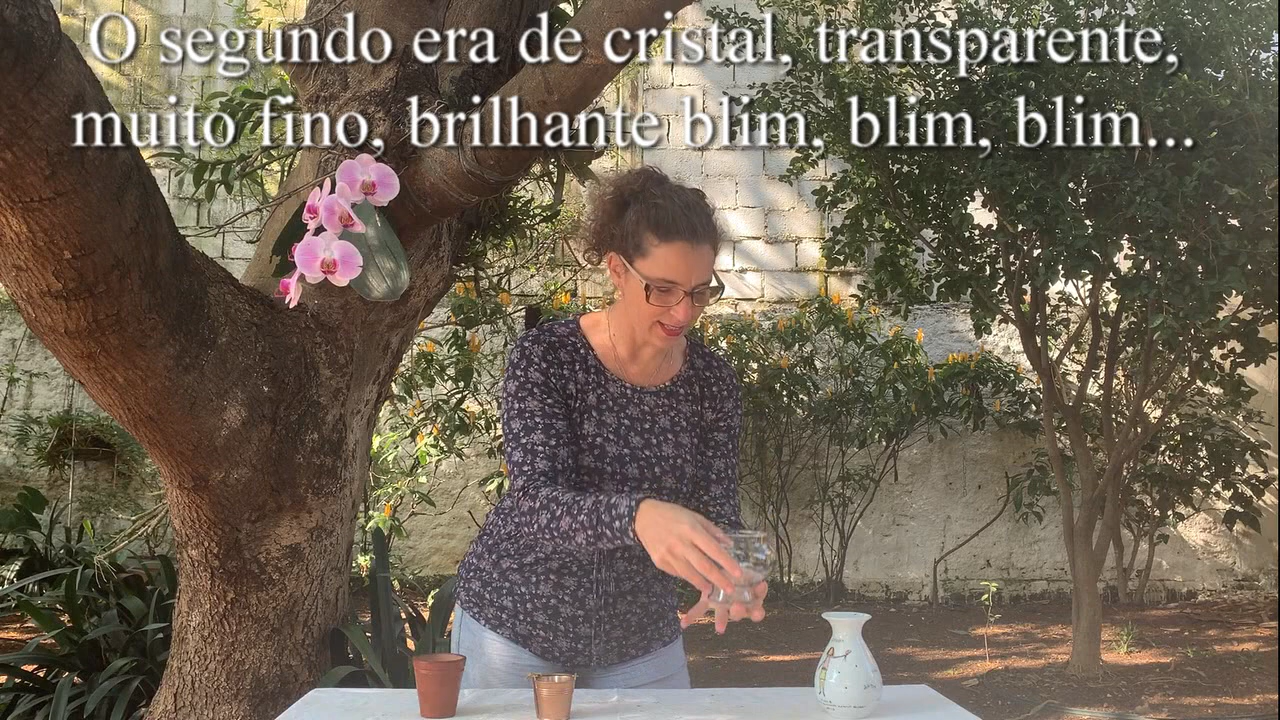 O segundo era de cristal, transparente,
muito fino, brilhante blim, blim, blim...